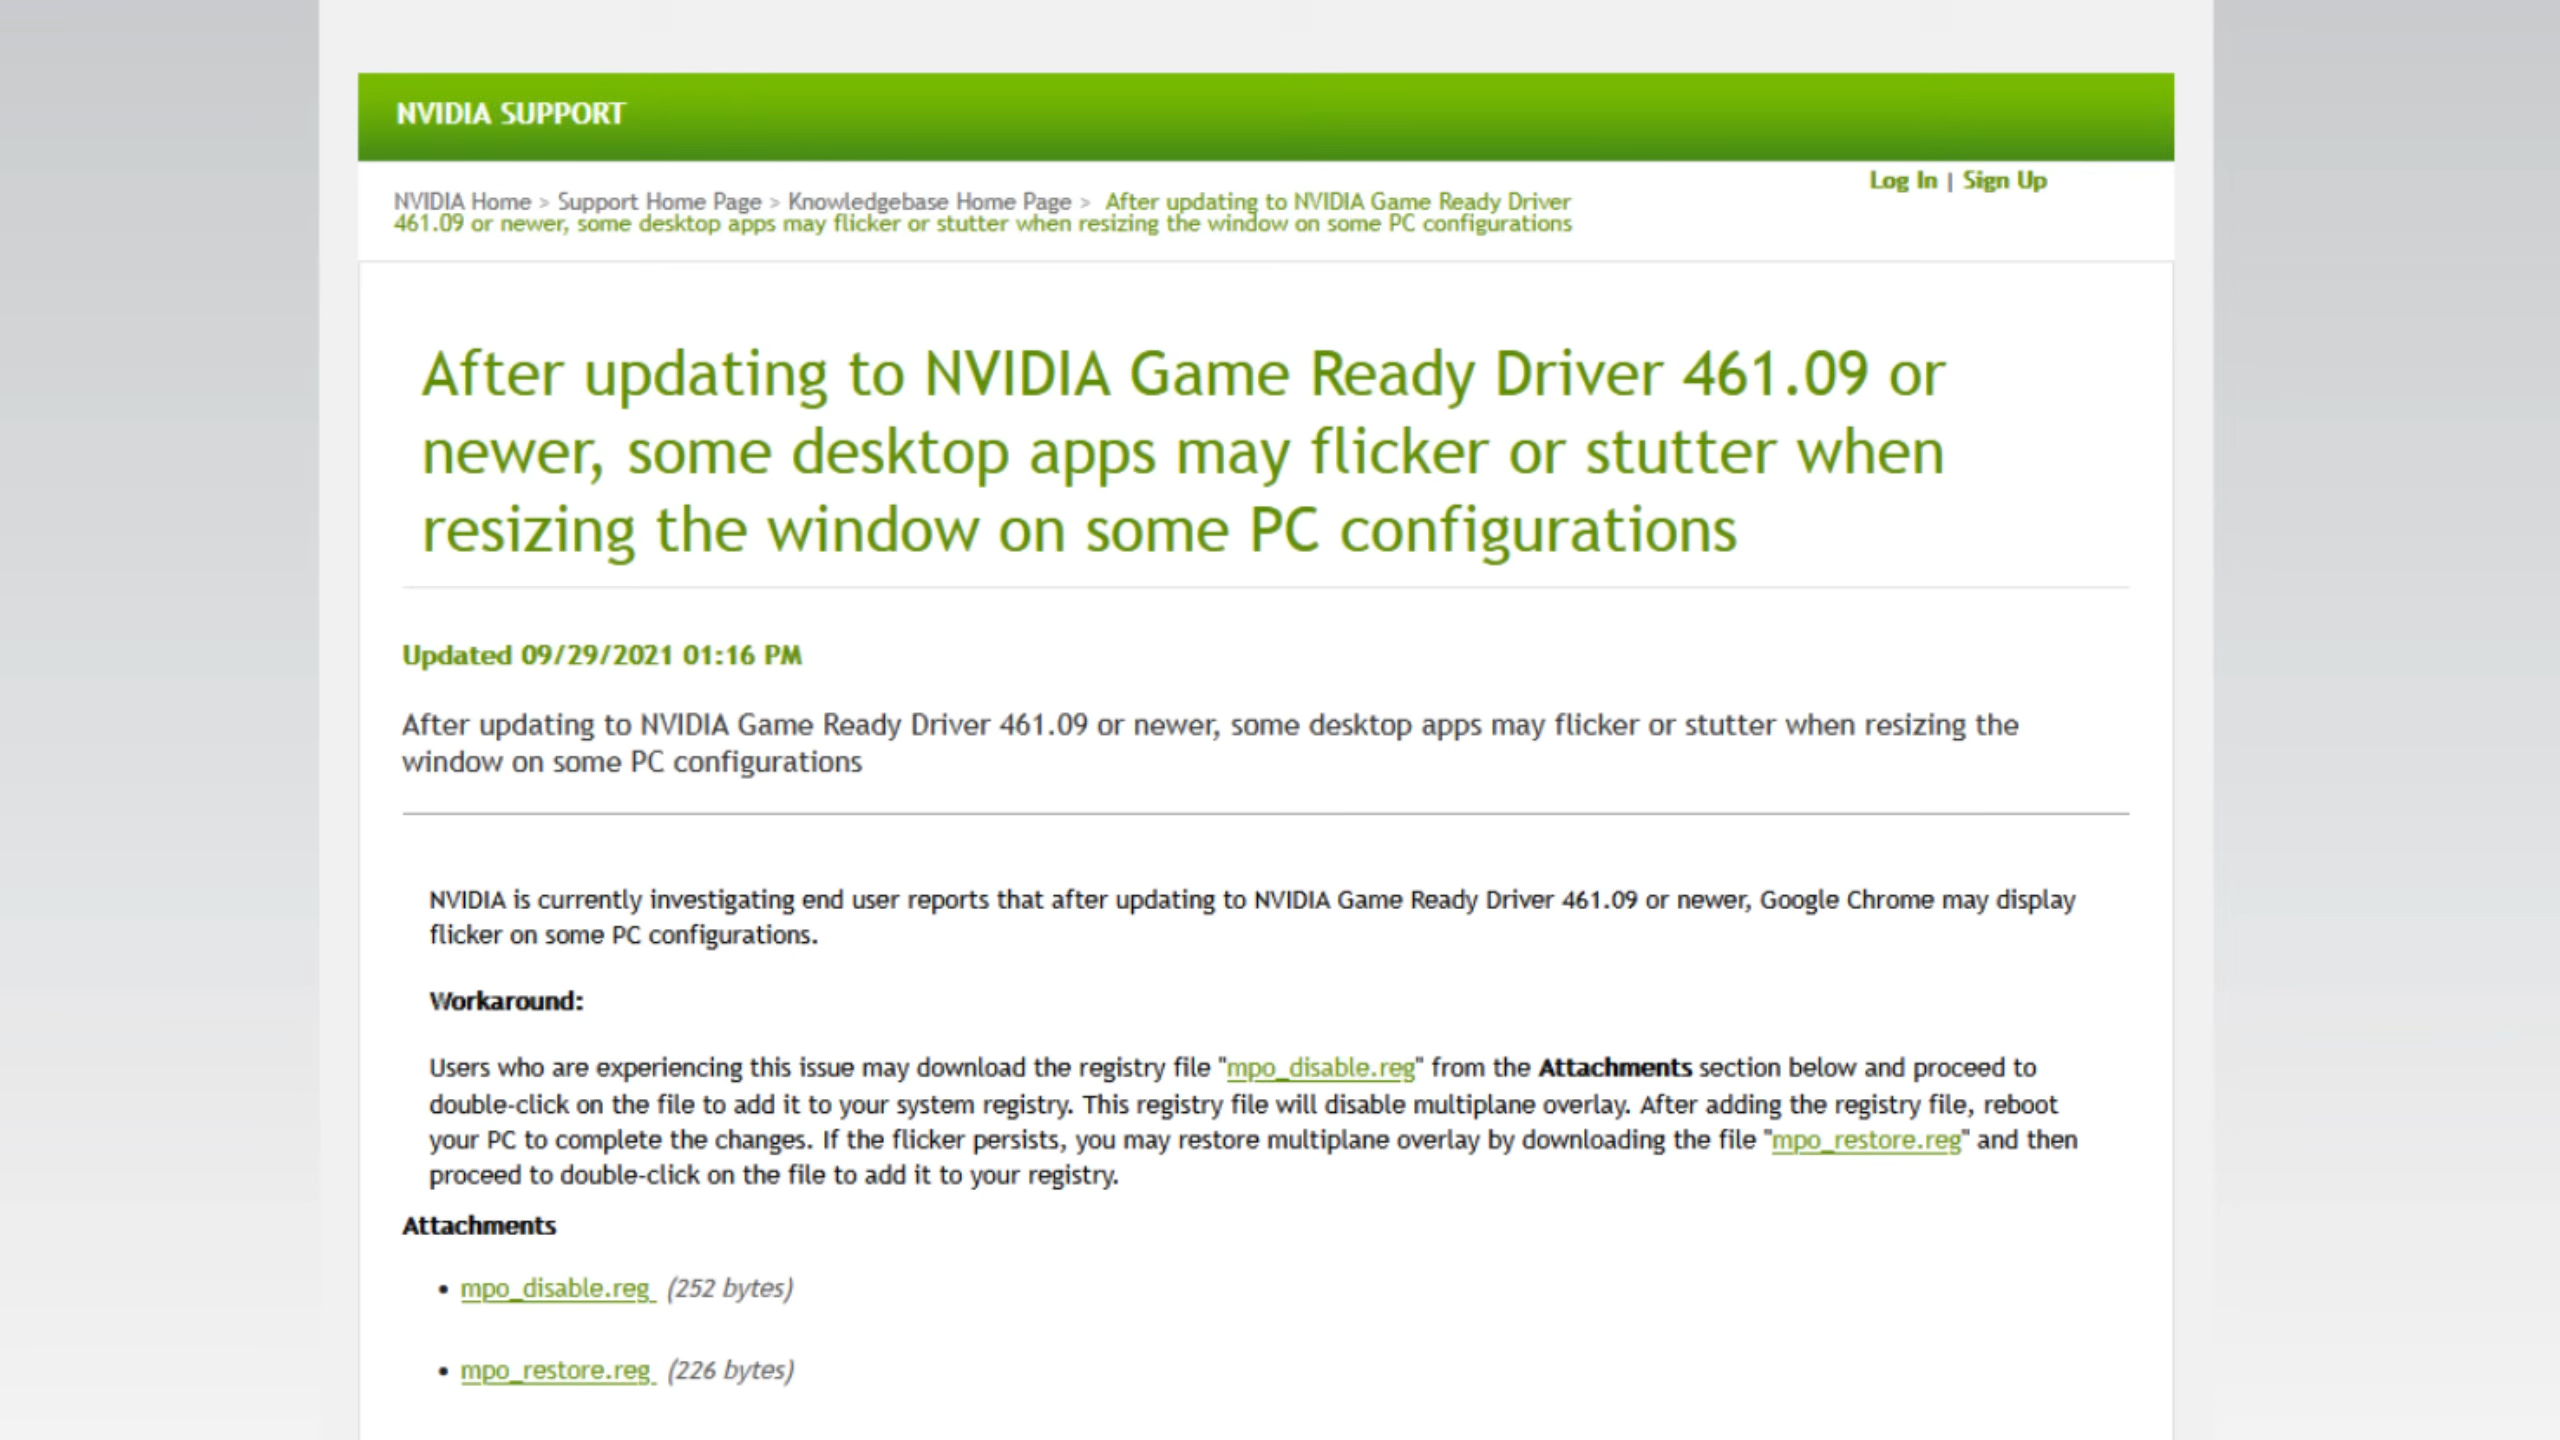 NVIDIA SUPPORT
Log In | Sign Up
NVIDIA Home > Support Home Page > Knowledgebase Home Page > After updating to NVIDIA Game Ready Driver
461.09 or newer, some desktop apps may flicker or stutter when resizing the window on some PC configurations
After updating to NVIDIA Game Ready Driver 461.09 or
newer, some desktop apps may flicker or stutter when
resizing the window on some PC configurations
Updated 09/29/2021 01:16 PM
After updating to NVIDIA Game Ready Driver 461.09 or newer, some desktop apps may flicker or stutter when resizing the
window on some PC configurations
NVIDIA is currently investigating end user reports that after updating to NVIDIA Game Ready Driver 461.09 or newer, Google Chrome may display
flicker on some PC configurations.
Workaround:
Users who are experiencing this issue may download the registry file "mpo_disable.reg" from the Attachments section below and proceed to
double-click on the file to add it to your system registry. This registry file will disable multiplane overlay. After adding the registry file, reboot
your PC to complete the changes. If the flicker persists, you may restore multiplane overlay by downloading the file "mpo_restore.reg" and then
proceed to double-click on the file to add it to your registry.
Attachments
• mpo_disable.reg (252 bytes)
• mpo_restore.reg (226 bytes)